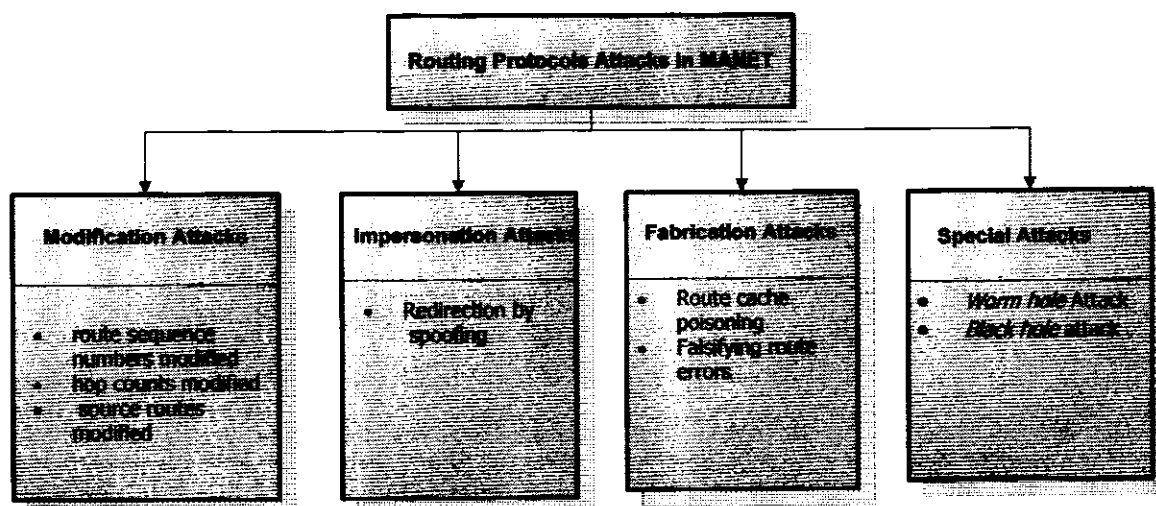 Routing Protocols Attacks in MANET
Modification Attacks
• route sequence
numbers modified
• hop counts modified
• source routes
modified
Impersonation Attacks
• Redirection by
spoofing
Fabrication Attacks
• Route cache
poisoning
• Falsifying route
errors
Special Attacks
• Worm hole Attack
• Black hole attack